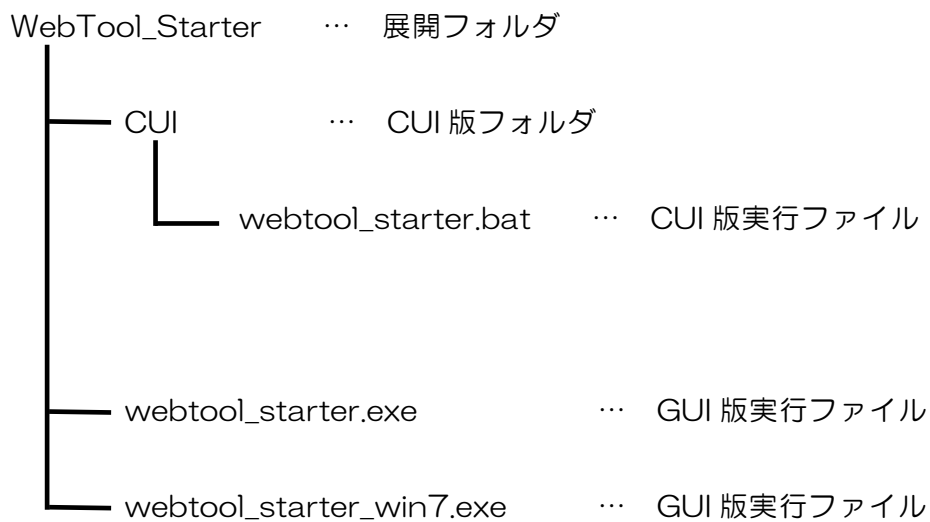 WebTool_Starter … 展開フォルダ
CUI … CUI 版フォルダ
webtool_starter.bat … CUI 版実行ファイル
webtool_starter.exe … GUI 版実行ファイル
webtool_starter_win7.exe … GUI 版実行ファイル